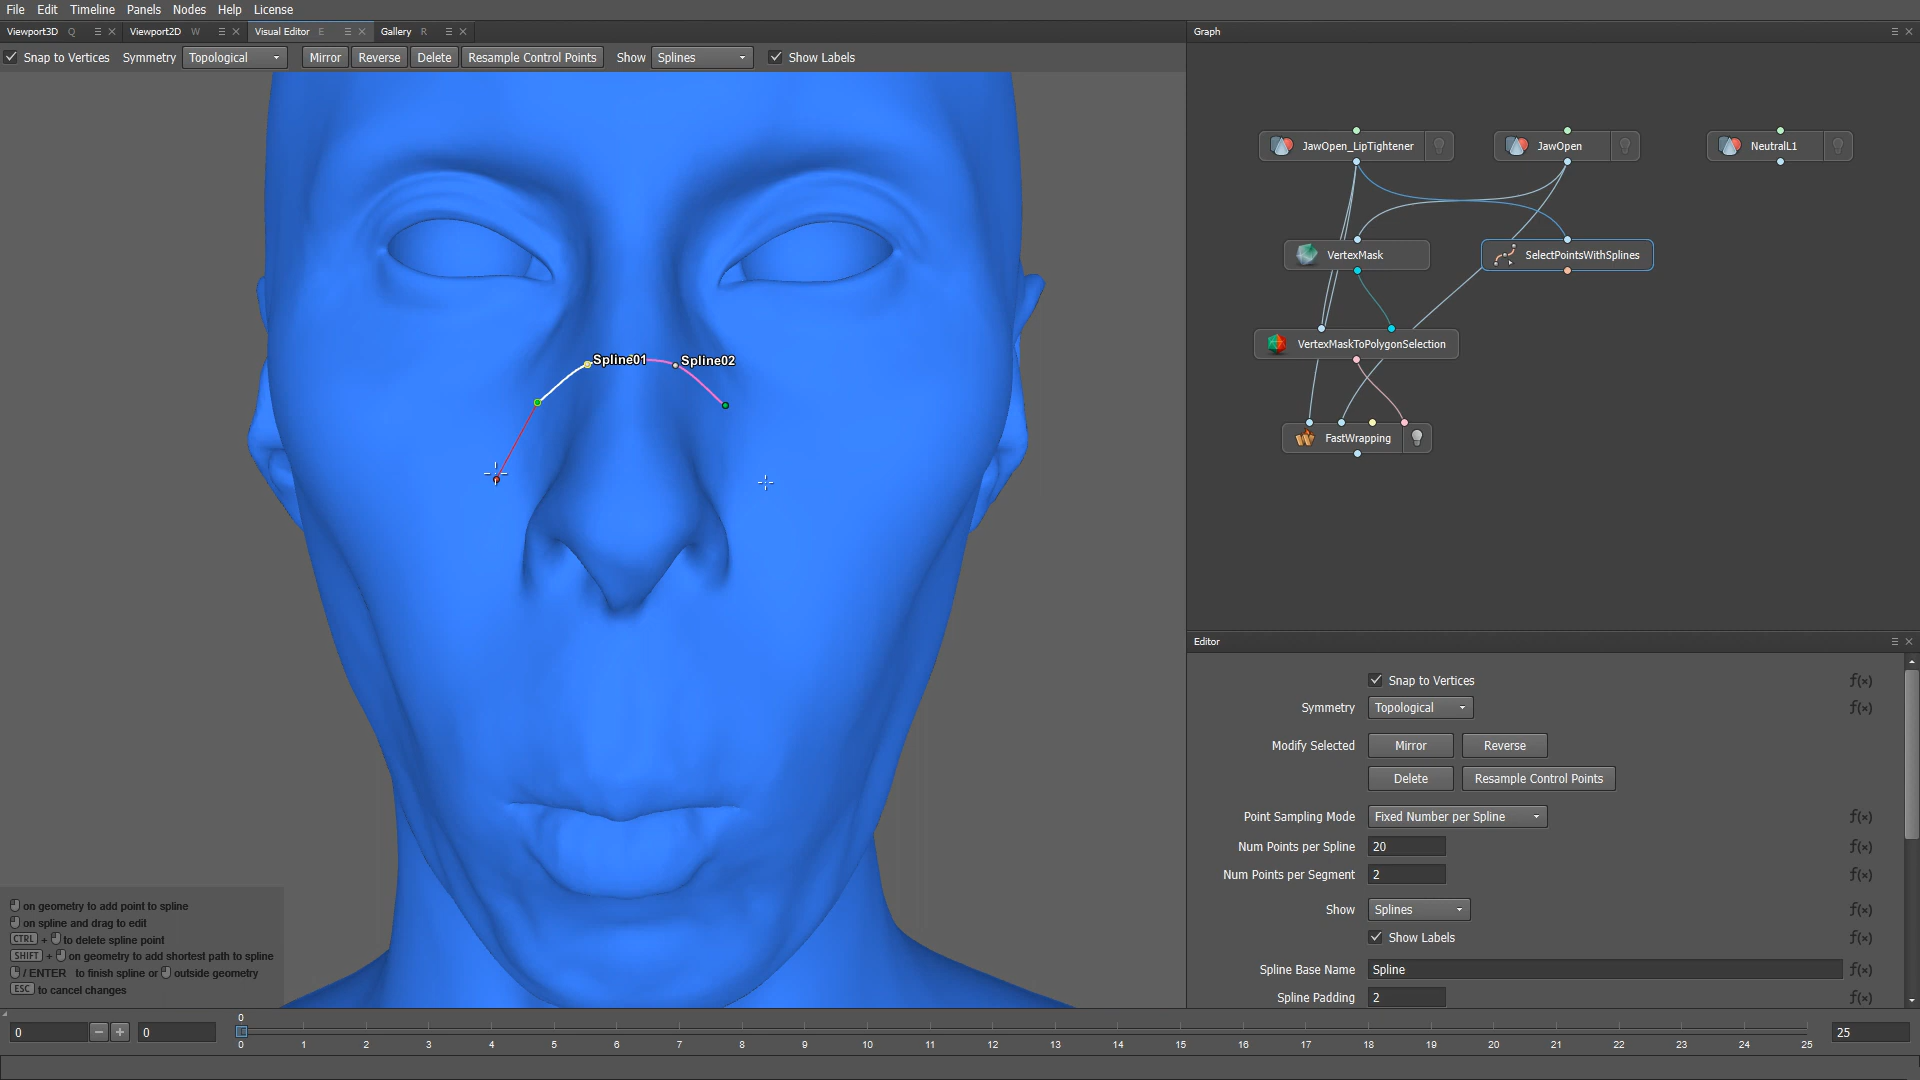 File Edit Timeline Panels Nodes Help License
Viewport3D Q Viewport2D W Visual Editor E Gallery R
Graph
Snap to Vertices Symmetry Topological Mirror Reverse Delete Resample Control Points Show Splines Show Labels
JawOpen_LipTightener JawOpen NeutralL1
VertexMask SelectPointsWithSplines
VertexMaskToPolygonSelection
FastWrapping
Spline01 Spline02
Editor
Snap to Vertices f(x)
Symmetry Topological f(x)
Modify Selected Mirror Reverse
Delete Resample Control Points
Point Sampling Mode Fixed Number per Spline f(x)
Num Points per Spline 20 f(x)
Num Points per Segment 2 f(x)
Show Splines f(x)
Show Labels f(x)
Spline Base Name Spline f(x)
Spline Padding 2 f(x)
on geometry to add point to spline
on spline and drag to edit
CTRL + to delete spline point
SHIFT + on geometry to add shortest path to spline
/ ENTER to finish spline or outside geometry
ESC to cancel changes
0
0 0 25
0 1 2 3 4 5 6 7 8 9 10 11 12 13 14 15 16 17 18 19 20 21 22 23 24 25